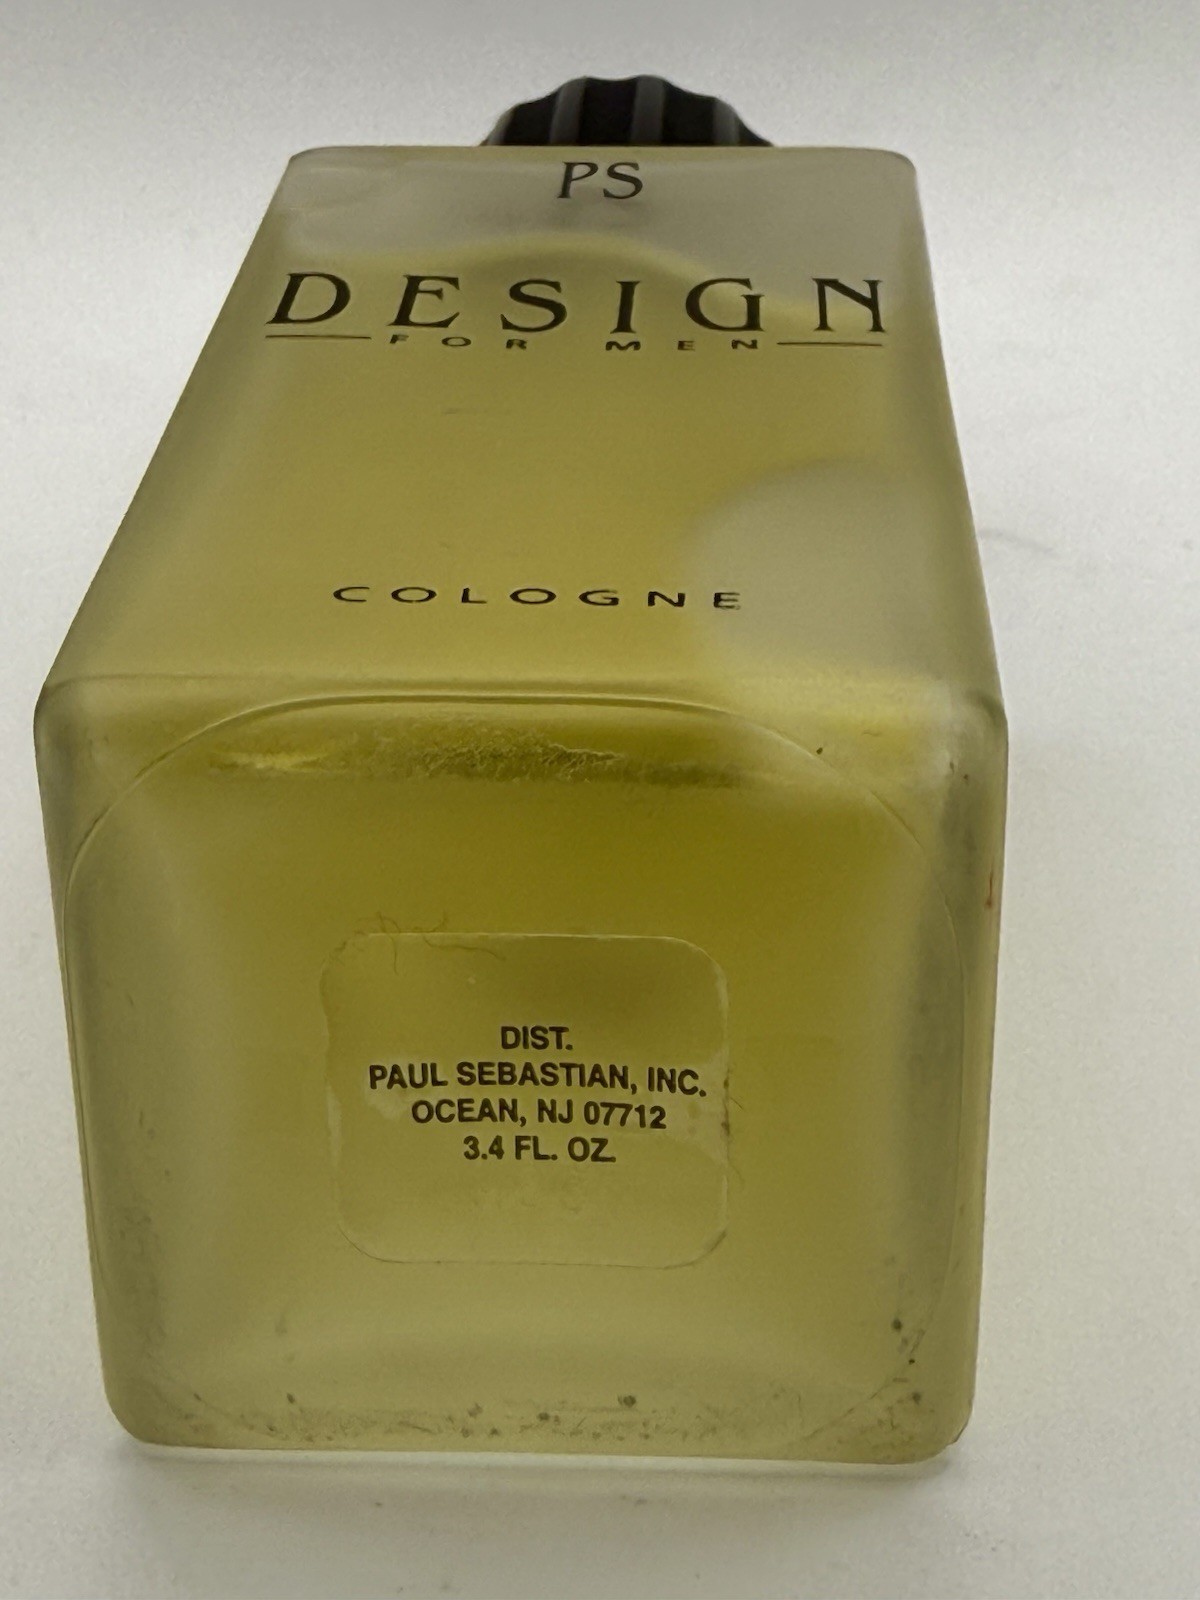 PS
DESIGN
FOR MEN
COLOGNE
DIST.
PAUL SEBASTIAN, INC.
OCEAN, NJ 07712
3.4 FL. OZ.